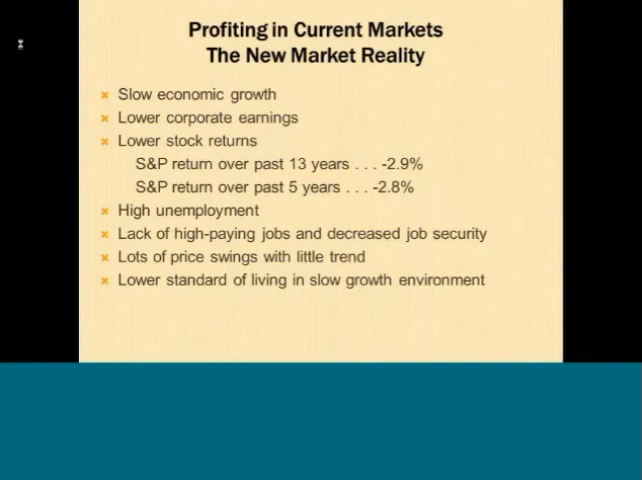 Profiting in Current Markets
The New Market Reality
Slow economic growth
Lower corporate earnings
Lower stock returns
S&P return over past 13 years . . . -2.9%
S&P return over past 5 years . . . -2.8%
High unemployment
Lack of high-paying jobs and decreased job security
Lots of price swings with little trend
Lower standard of living in slow growth environment